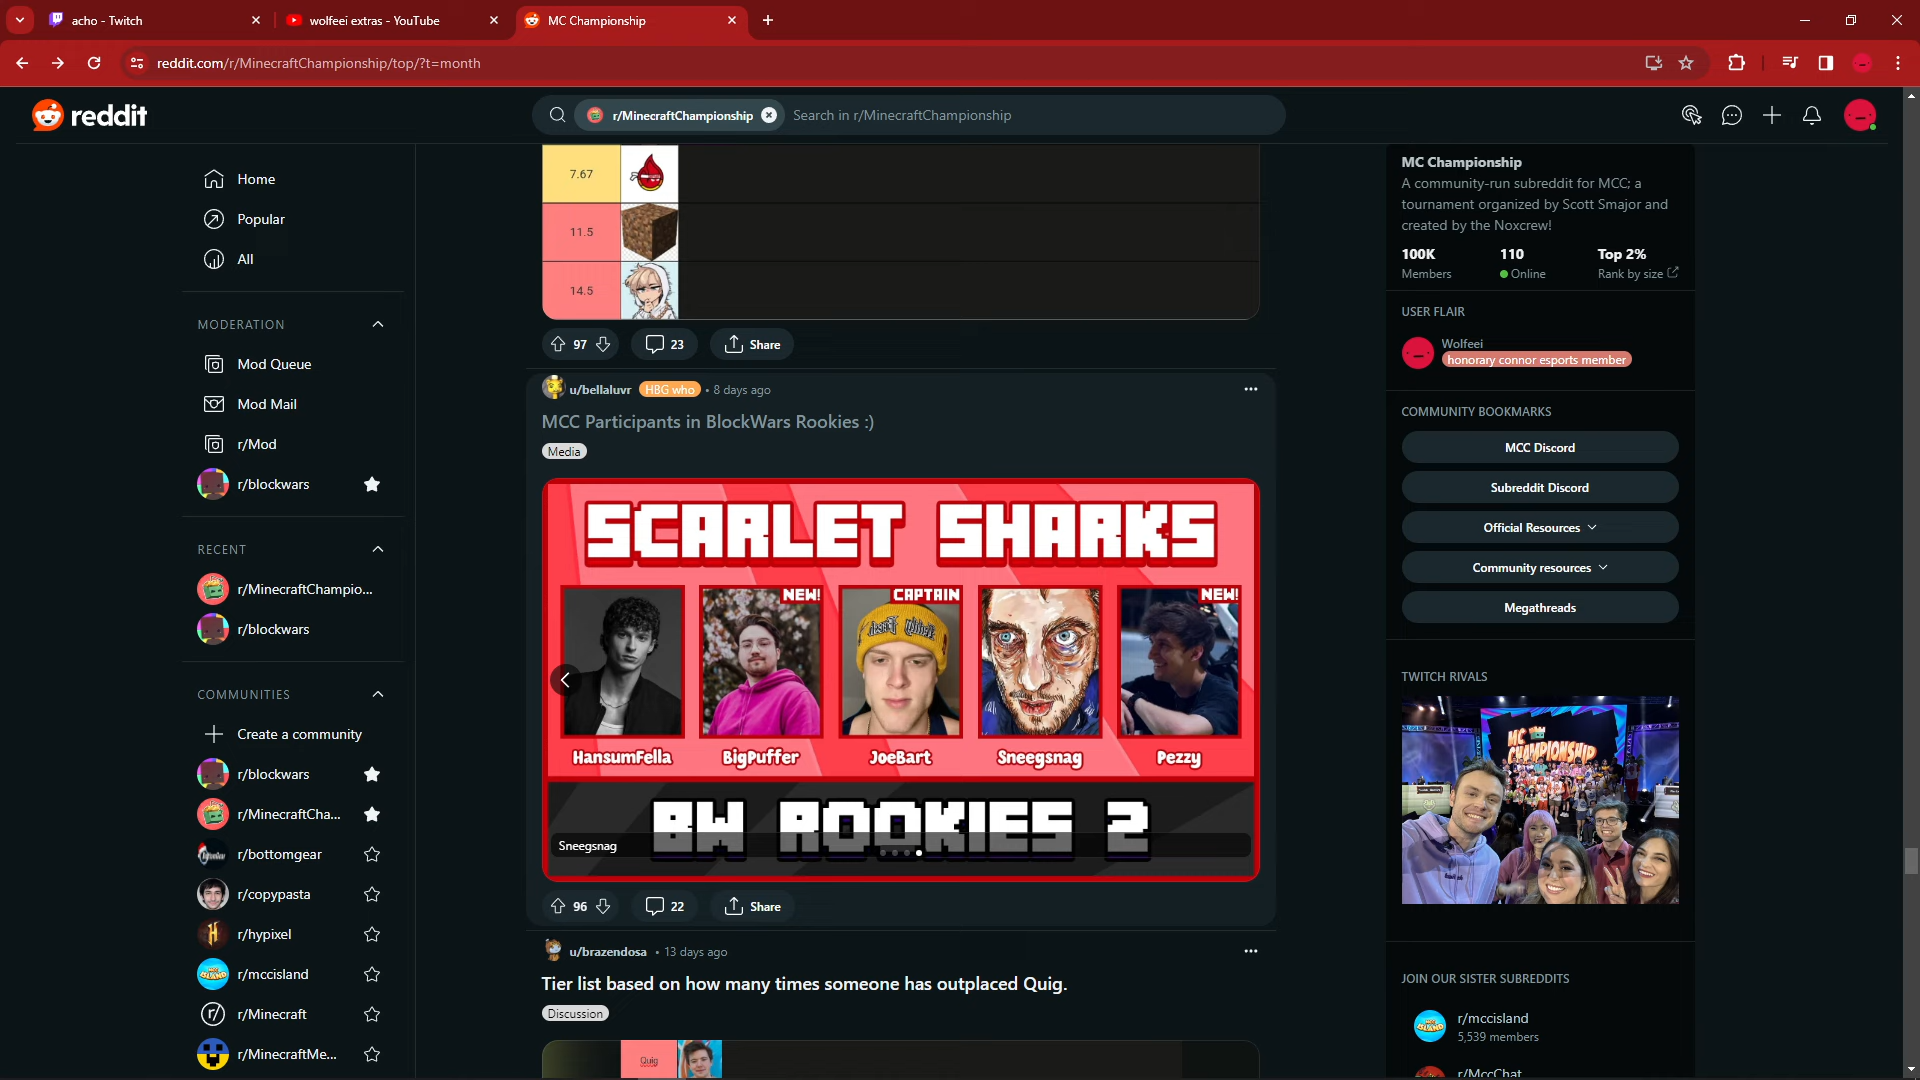 acho - Twitch
wolfeei extras - YouTube
MC Championship
reddit.com/r/MinecraftChampionship/top/?t=month
reddit
r/MinecraftChampionship
Search in r/MinecraftChampionship
Home
Popular
All
MODERATION
Mod Queue
Mod Mail
r/Mod
r/blockwars
RECENT
r/MinecraftChampio...
r/blockwars
COMMUNITIES
Create a community
r/blockwars
r/MinecraftCha...
r/bottomgear
r/copypasta
r/hypixel
r/mccisland
r/Minecraft
r/MinecraftMe...
7.67
11.5
14.5
97
23
Share
u/bellaluvr HBG who • 8 days ago
MCC Participants in BlockWars Rookies :)
Media
SCARLET SHARKS
NEW!
CAPTAIN
NEW!
HansumFella
BigPuffer
JoeBart
Sneegsnag
Pezzy
BW ROOKIES 2
Sneegsnag
96
22
Share
u/brazendosa • 13 days ago
Tier list based on how many times someone has outplaced Quig.
Discussion
Quig
MC Championship
A community-run subreddit for MCC; a
tournament organized by Scott Smajor and
created by the Noxcrew!
100K
110
Top 2%
Members
Online
Rank by size
USER FLAIR
Wolfeei
honorary connor esports member
COMMUNITY BOOKMARKS
MCC Discord
Subreddit Discord
Official Resources
Community resources
Megathreads
TWITCH RIVALS
MC
CHAMPIONSHIP
JOIN OUR SISTER SUBREDDITS
r/mccisland
5,539 members
r/MccChat